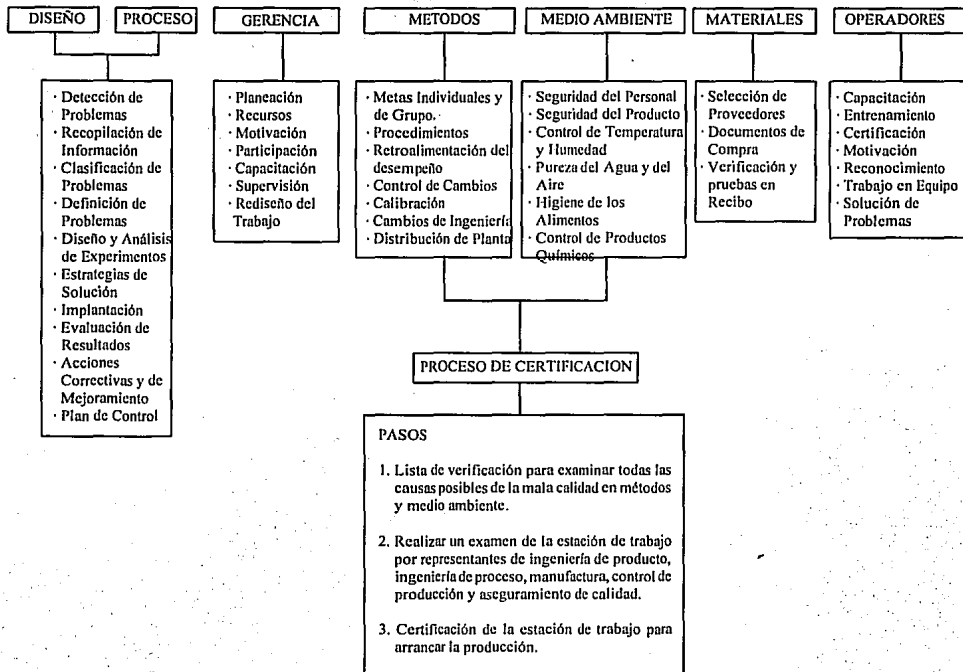 DISEÑO
PROCESO
· Detección de
Problemas
· Recopilación de
Información
· Clasificación de
Problemas
· Definición de
Problemas
· Diseño y Análisis
de Experimentos
· Estrategias de
Solución
· Implantación
· Evaluación de
Resultados
· Acciones
Correctivas y de
Mejoramiento
· Plan de Control
GERENCIA
· Planeación
· Recursos
· Motivación
· Participación
· Capacitación
· Supervisión
· Rediseño del
Trabajo
METODOS
· Metas Individuales y
de Grupo.
· Procedimientos
· Retroalimentación del
desempeño
· Control de Cambios
· Calibración
· Cambios de Ingeniería
· Distribución de Planta
MEDIO AMBIENTE
· Seguridad del Personal
· Seguridad del Producto
· Control de Temperatura
y Humedad
· Pureza del Agua y del
Aire
· Higiene de los
Alimentos
· Control de Productos
Químicos
MATERIALES
· Selección de
Proveedores
· Documentos de
Compra
· Verificación y
pruebas en
Recibo
OPERADORES
· Capacitación
· Entrenamiento
· Certificación
· Motivación
· Reconocimiento
· Trabajo en Equipo
· Solución de
Problemas
PROCESO DE CERTIFICACION
PASOS
1. Lista de verificación para examinar todas las
causas posibles de la mala calidad en métodos
y medio ambiente.
2. Realizar un examen de la estación de trabajo
por representantes de ingeniería de producto,
ingeniería de proceso, manufactura, control de
producción y aseguramiento de calidad.
3. Certificación de la estación de trabajo para
arrancar la producción.